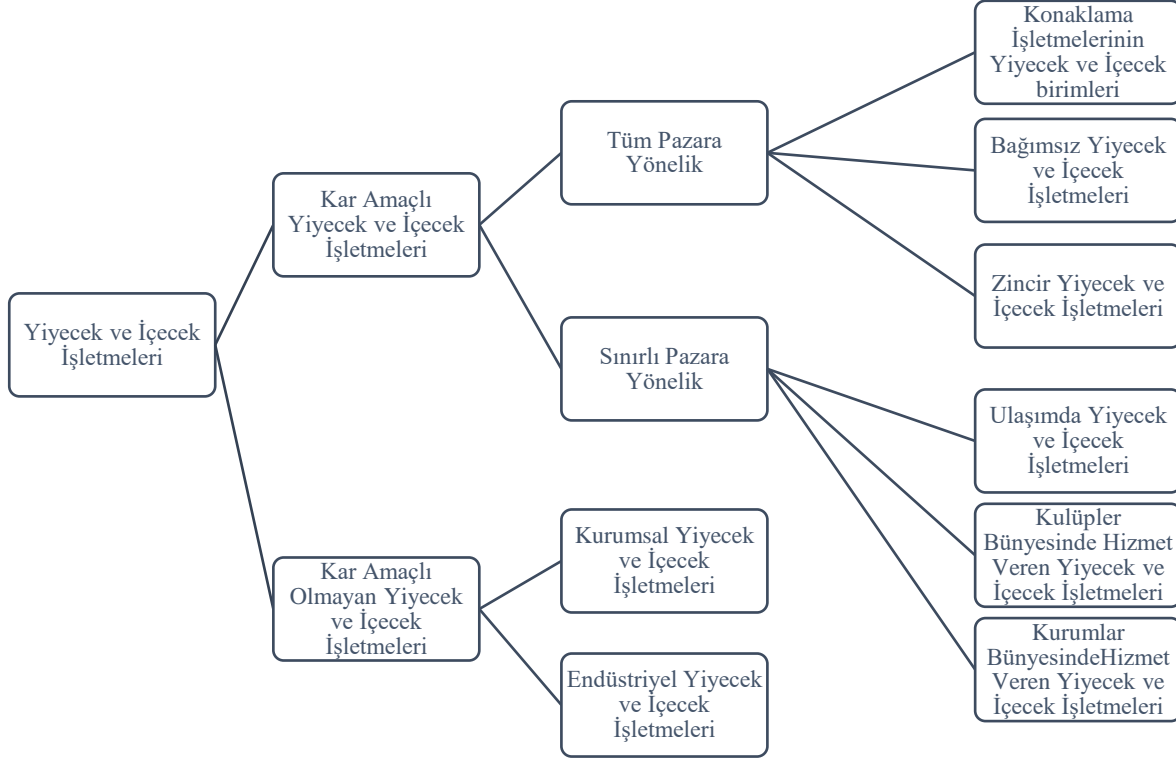 Yiyecek ve İçecek
İşletmeleri
Kar Amaçlı
Yiyecek ve İçecek
İşletmeleri
Kar Amaçlı
Olmayan Yiyecek
ve İçecek
İşletmeleri
Tüm Pazara
Yönelik
Sınırlı Pazara
Yönelik
Kurumsal Yiyecek
ve İçecek
İşletmeleri
Endüstriyel Yiyecek
ve İçecek
İşletmeleri
Konaklama
İşletmelerinin
Yiyecek ve İçecek
birimleri
Bağımsız Yiyecek
ve İçecek
İşletmeleri
Zincir Yiyecek ve
İçecek İşletmeleri
Ulaşımda Yiyecek
ve İçecek
İşletmeleri
Kulüpler
Bünyesinde Hizmet
Veren Yiyecek ve
İçecek İşletmeleri
Kurumlar
BünyesindeHizmet
Veren Yiyecek ve
İçecek İşletmeleri